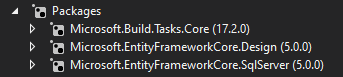 Packages
Microsoft.Build.Tasks.Core (17.2.0)
Microsoft.EntityFrameworkCore.Design (5.0.0)
Microsoft.EntityFrameworkCore.SqlServer (5.0.0)